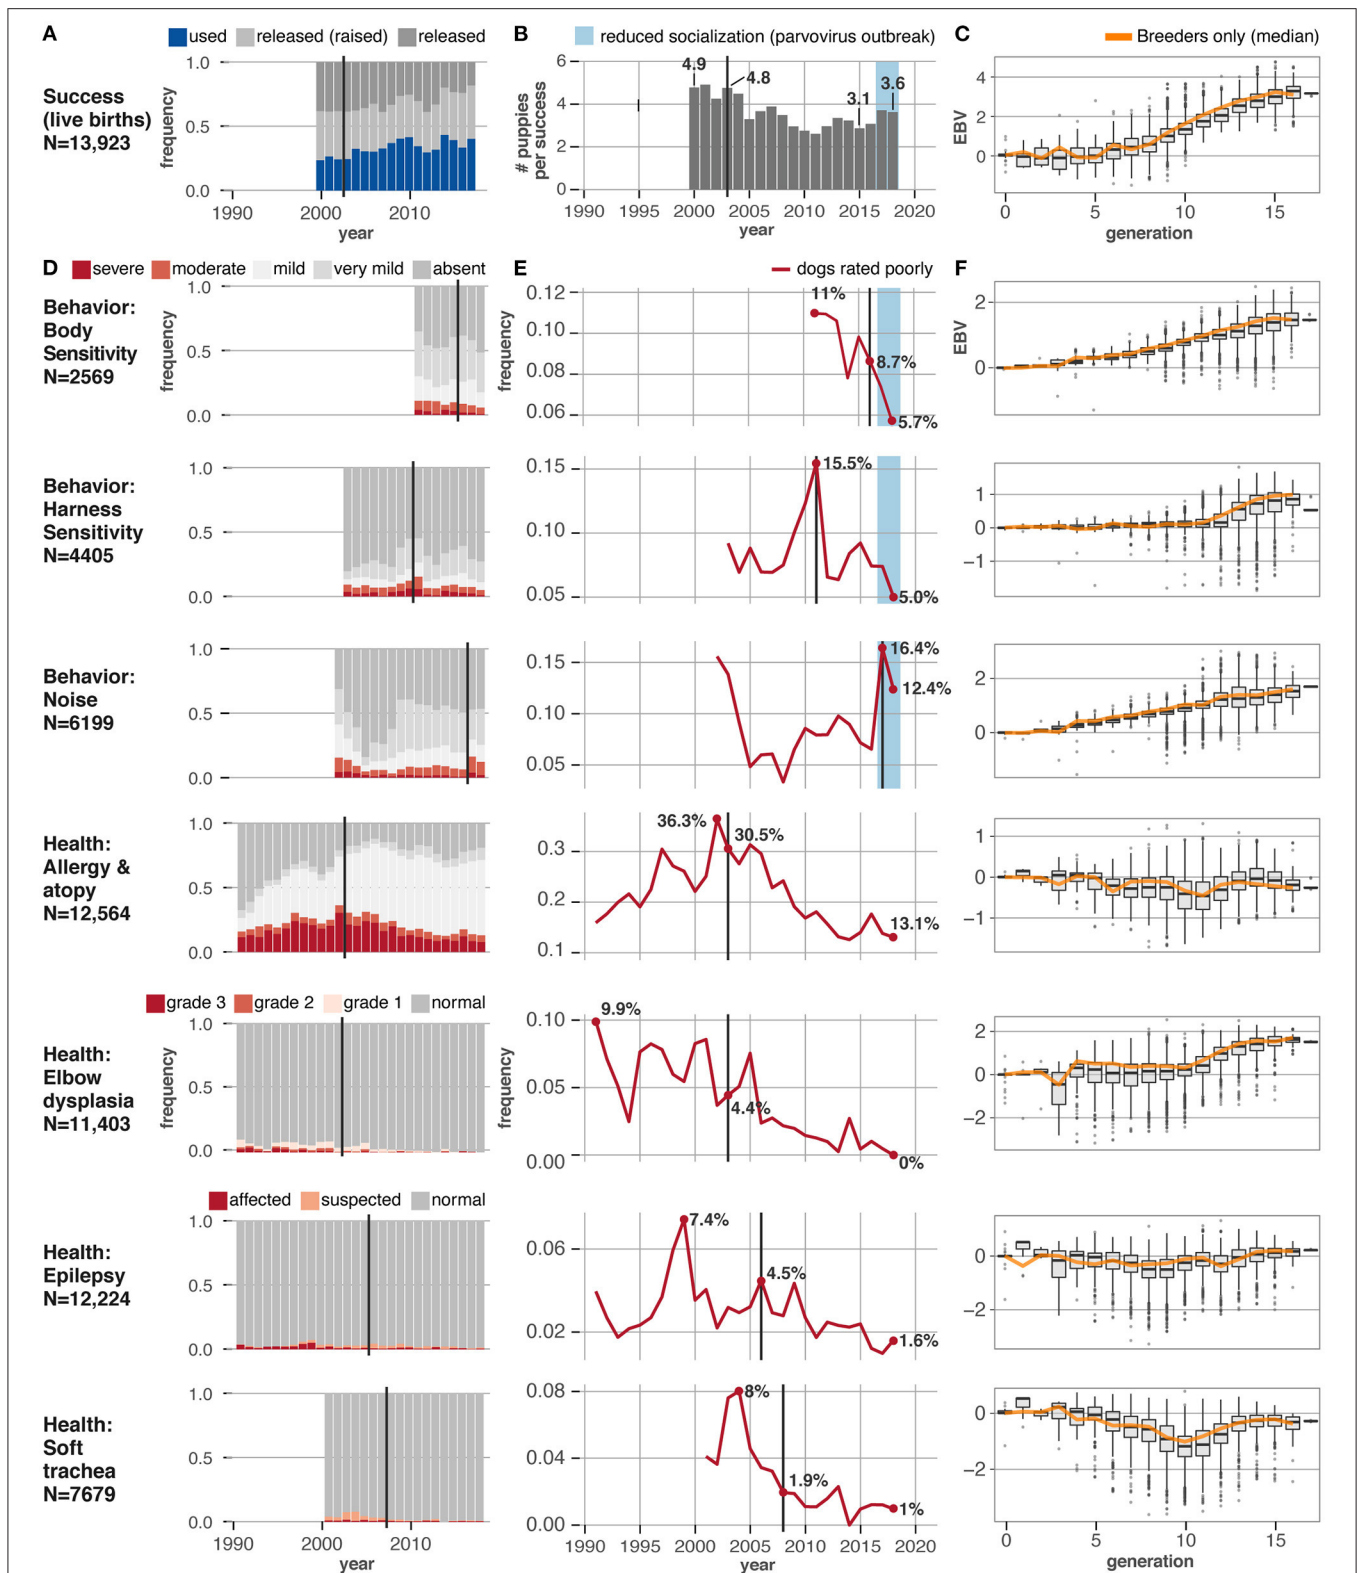 A
used
released (raised)
released
B
reduced socialization (parvovirus outbreak)
C
Breeders only (median)
Success
(live births)
N=13,923
frequency
1.0
0.5
0.0
1990
2000
2010
year
# puppies
per success
6
4
2
0
4.9
4.8
3.1
3.6
1990
1995
2000
2005
2010
2015
2020
year
EBV
4
2
0
0
5
10
15
generation
D
severe
moderate
mild
very mild
absent
E
dogs rated poorly
F
Behavior:
Body
Sensitivity
N=2569
frequency
1.0
0.5
0.0
frequency
0.12
0.10
0.08
0.06
11%
8.7%
5.7%
EBV
2
0
Behavior:
Harness
Sensitivity
N=4405
1.0
0.5
0.0
0.15
0.10
0.05
15.5%
5.0%
1
0
−1
Behavior:
Noise
N=6199
1.0
0.5
0.0
0.15
0.10
0.05
16.4%
12.4%
2
0
Health:
Allergy &
atopy
N=12,564
1.0
0.5
0.0
0.3
0.2
0.1
36.3%
30.5%
13.1%
1
0
−1
grade 3
grade 2
grade 1
normal
Health:
Elbow
dysplasia
N=11,403
frequency
1.0
0.5
0.0
frequency
0.10
0.05
0.00
9.9%
4.4%
0%
2
0
−2
affected
suspected
normal
Health:
Epilepsy
N=12,224
1.0
0.5
0.0
0.06
0.02
7.4%
4.5%
1.6%
0
−2
Health:
Soft
trachea
N=7679
1.0
0.5
0.0
1990
2000
2010
year
0.08
0.04
0.00
8%
1.9%
1%
1990
1995
2000
2005
2010
2015
2020
year
0
−2
0
5
10
15
generation